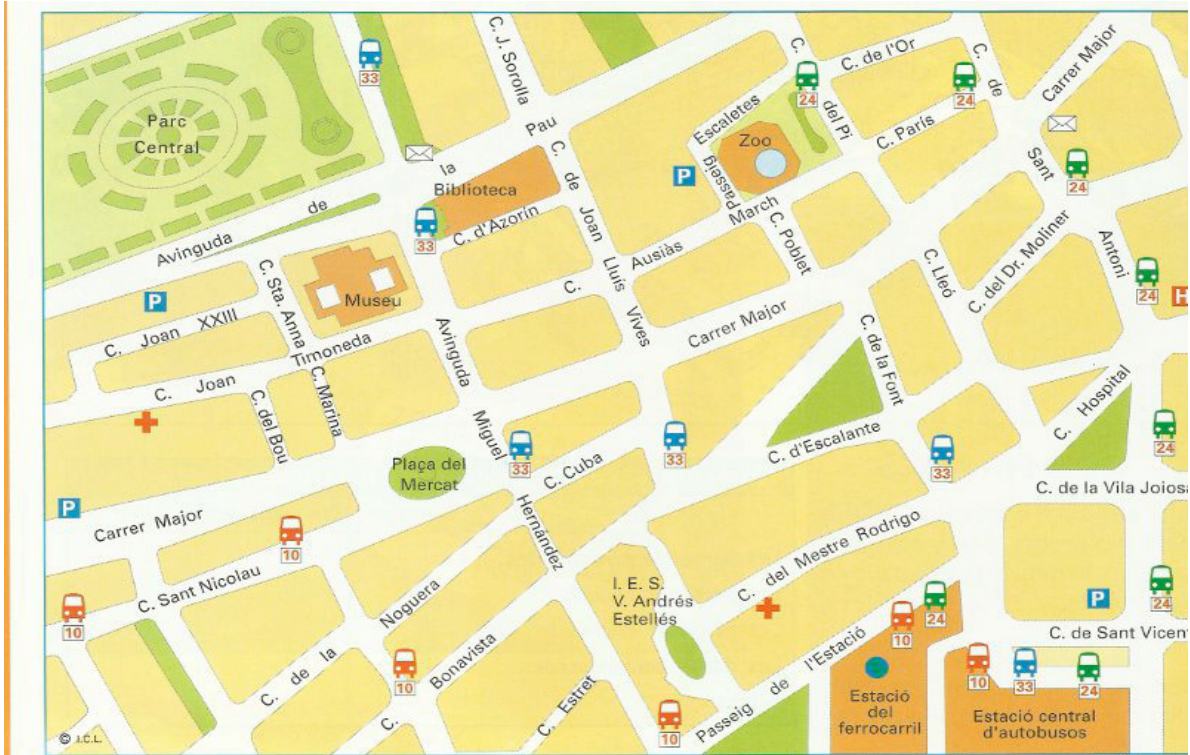 33
C. J. Sorolla
C. de l'Or
C. del Pi
C. de Sant Antoni
Carrer Major
24
24
Parc
Central
Escaletes
Passeig
Zoo
C. París
24
P
Avinguda de la Pau
Biblioteca
33
C. d'Azorín
C. de Joan Lluís Vives
C. Ausiàs March
C. Poblet
C. Lleó
C. del Dr. Moliner
24
H
P
C. Sta. Anna
Museu
C. Joan XXIII
C. Joan Timoneda
Avinguda Miguel Hernández
Carrer Major
C. de la Font
C. Hospital
C. del Bou
C. Marina
Plaça del
Mercat
33
C. Cuba
33
C. d'Escalante
33
24
P
Carrer Major
C. de la Vila Joiosa
10
C. Sant Nicolau
10
C. de la Noguera
I. E. S.
V. Andrés
Estellés
C. del Mestre Rodrigo
24
10
P
24
C. de Sant Vicent
10
C. Bonavista
C. Estret
10
Passeig de l'Estació
Estació
del
ferrocarril
10
33
24
Estació central
d'autobusos
© I.C.L.